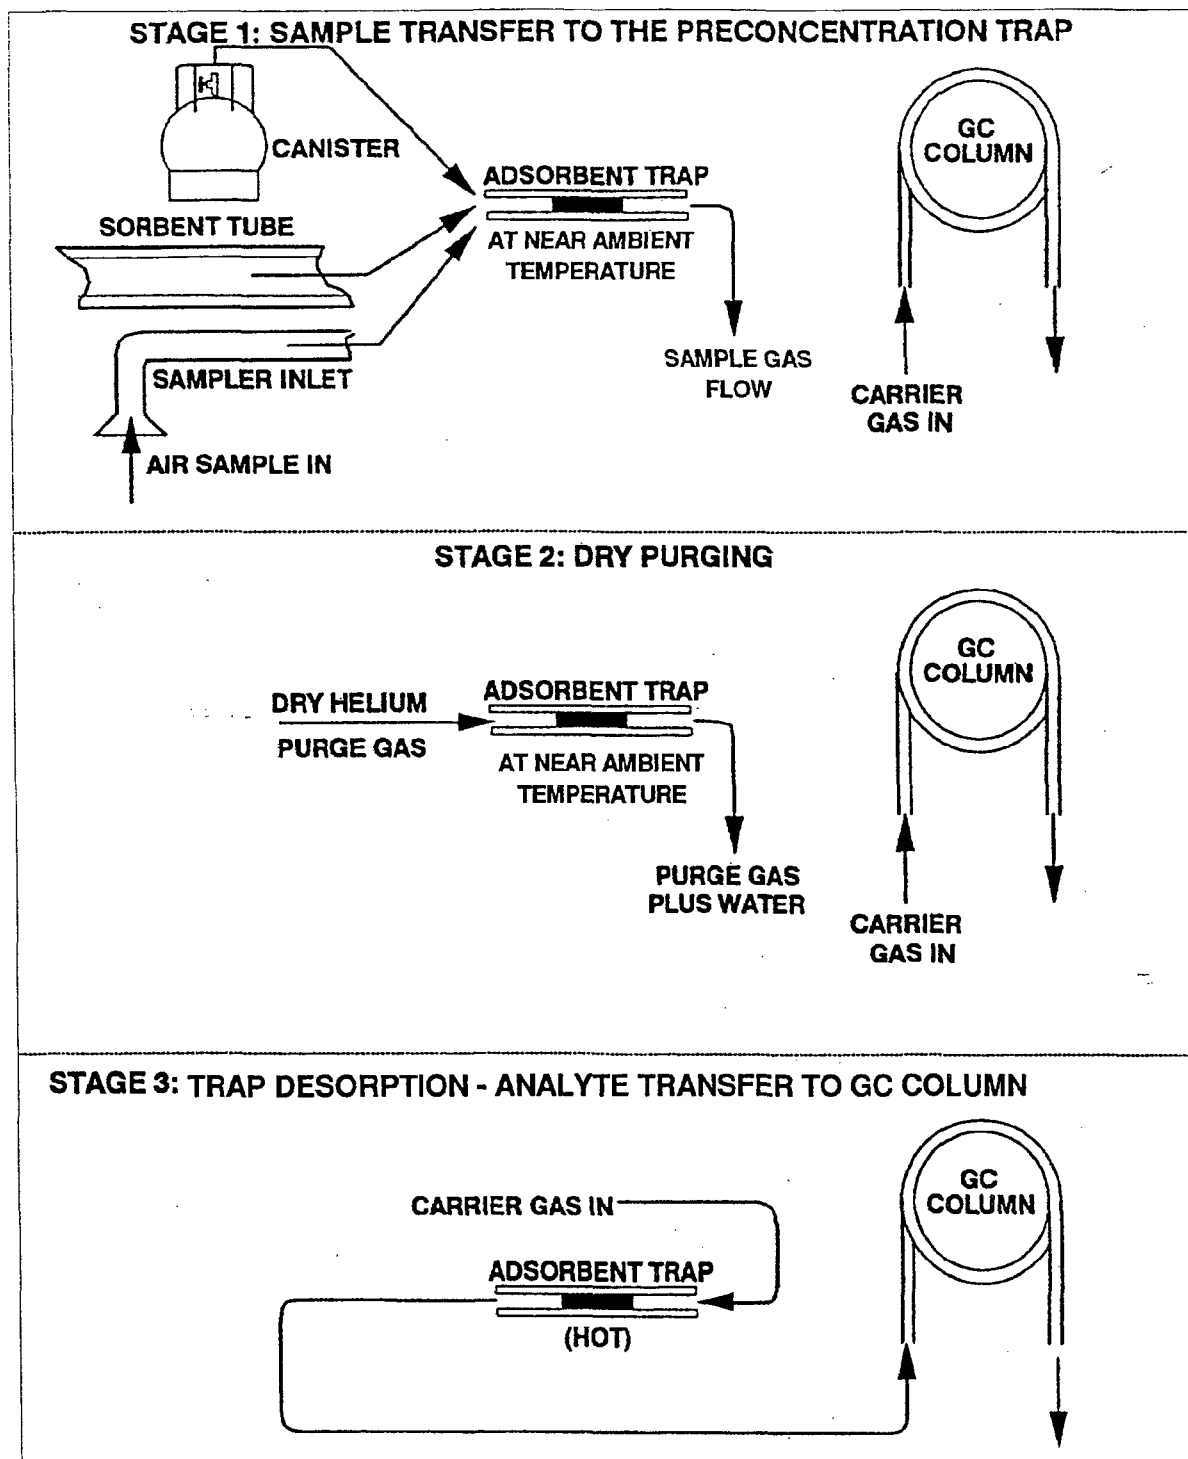 STAGE 1: SAMPLE TRANSFER TO THE PRECONCENTRATION TRAP
CANISTER
SORBENT TUBE
SAMPLER INLET
AIR SAMPLE IN
ADSORBENT TRAP
AT NEAR AMBIENT
TEMPERATURE
SAMPLE GAS
FLOW
GC
COLUMN
CARRIER
GAS IN
STAGE 2: DRY PURGING
DRY HELIUM
PURGE GAS
ADSORBENT TRAP
AT NEAR AMBIENT
TEMPERATURE
PURGE GAS
PLUS WATER
GC
COLUMN
CARRIER
GAS IN
STAGE 3: TRAP DESORPTION - ANALYTE TRANSFER TO GC COLUMN
CARRIER GAS IN
ADSORBENT TRAP
(HOT)
GC
COLUMN